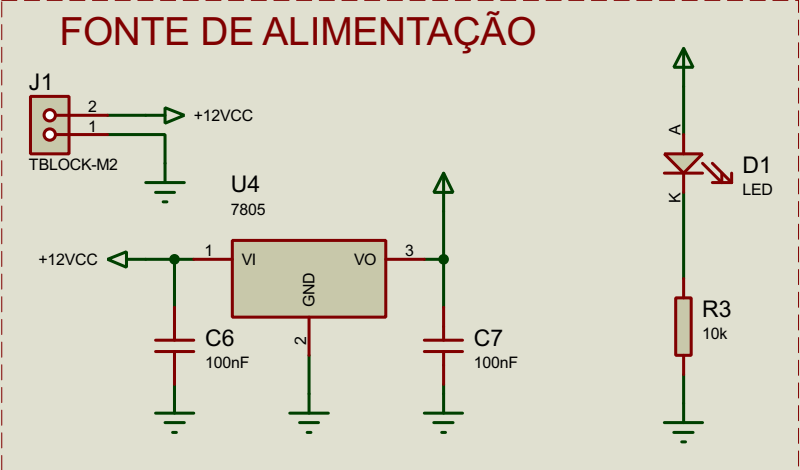 FONTE DE ALIMENTAÇÃO
J1
2
+12VCC
1
TBLOCK-M2
U4
7805
+12VCC
1
VI
VO
3
GND
2
C6
100nF
C7
100nF
A
D1
LED
K
R3
10k